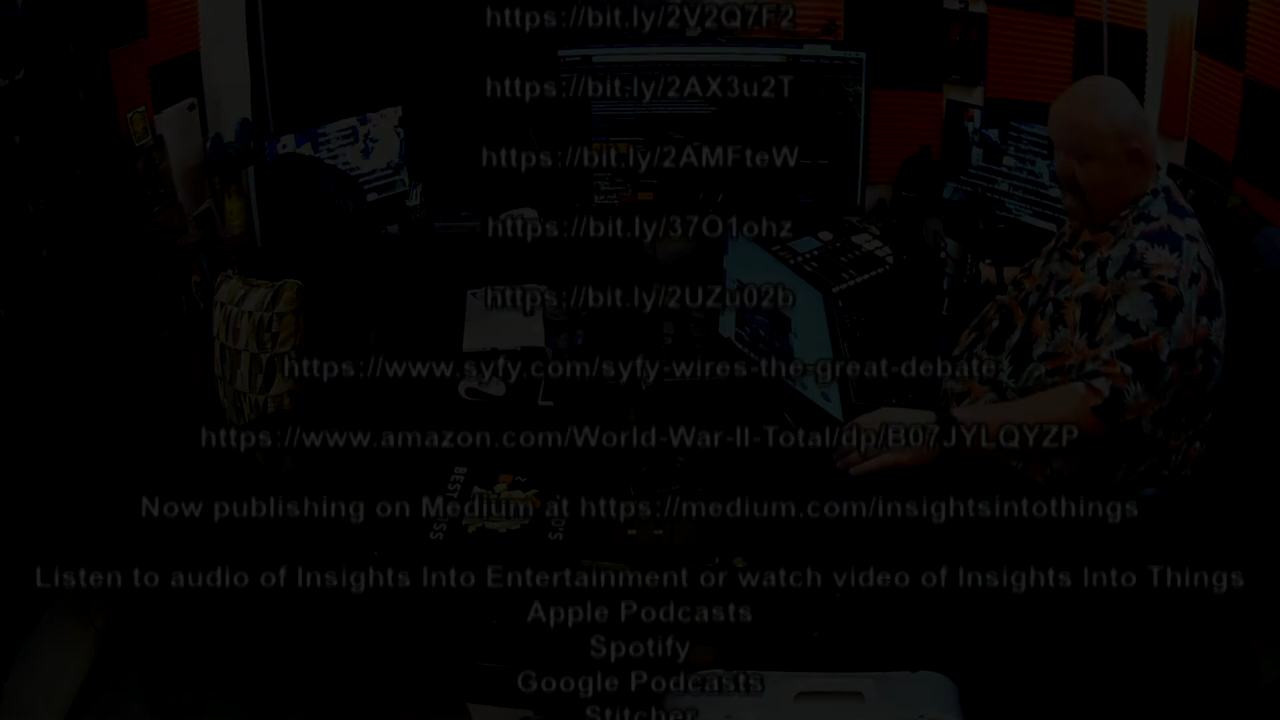 https://bit.ly/2V2Q7F2
https://bit.ly/2AX3u2T
https://bit.ly/2AMFteW
https://bit.ly/37O1ohz
https://bit.ly/2UZu02b
https://www.syfy.com/syfy-wires-the-great-debate
https://www.amazon.com/World-War-II-Total/dp/B07JYLQYZP
Now publishing on Medium at https://medium.com/insightsintothings
Listen to audio of Insights Into Entertainment or watch video of Insights Into Things
Apple Podcasts
Spotify
Google Podcasts
Stitcher
BEST